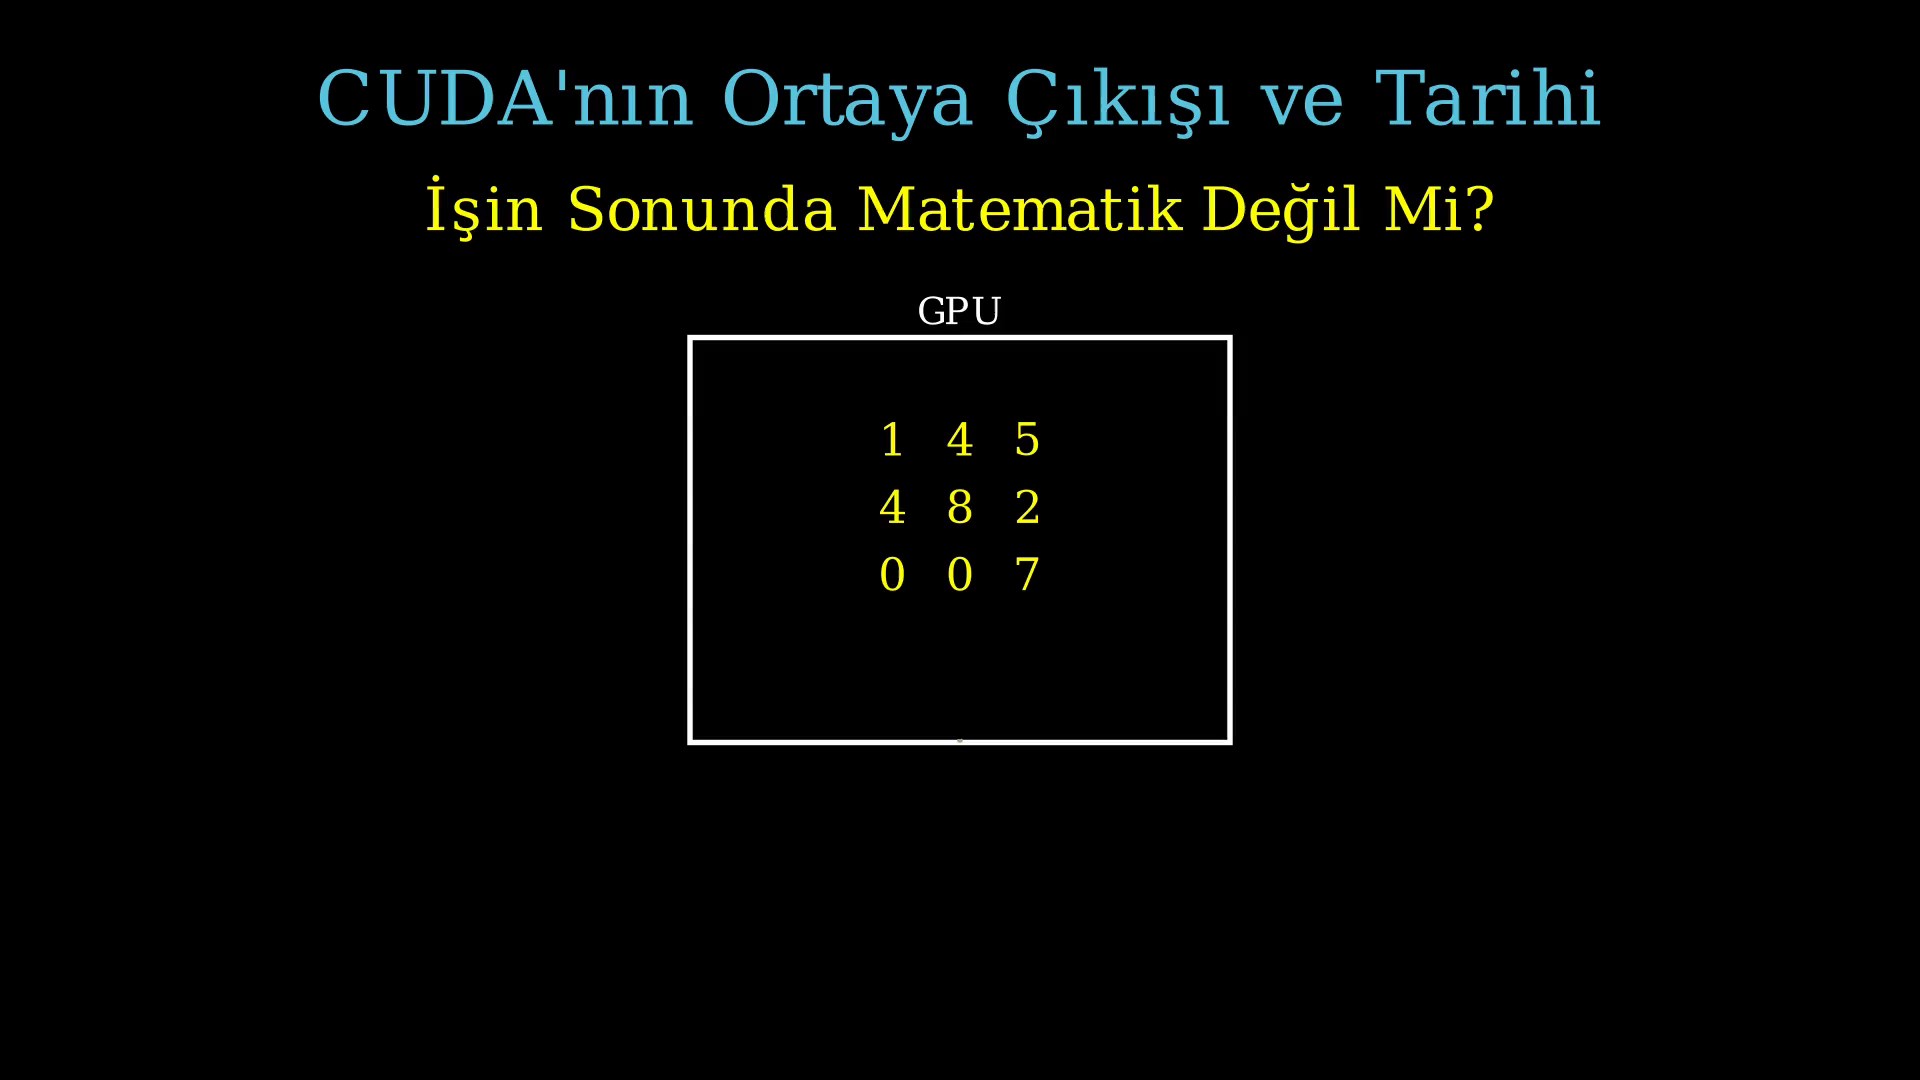 CUDA'nın Ortaya Çıkışı ve Tarihi
İşin Sonunda Matematik Değil Mi?
GPU
1 4 5
4 8 2
0 0 7